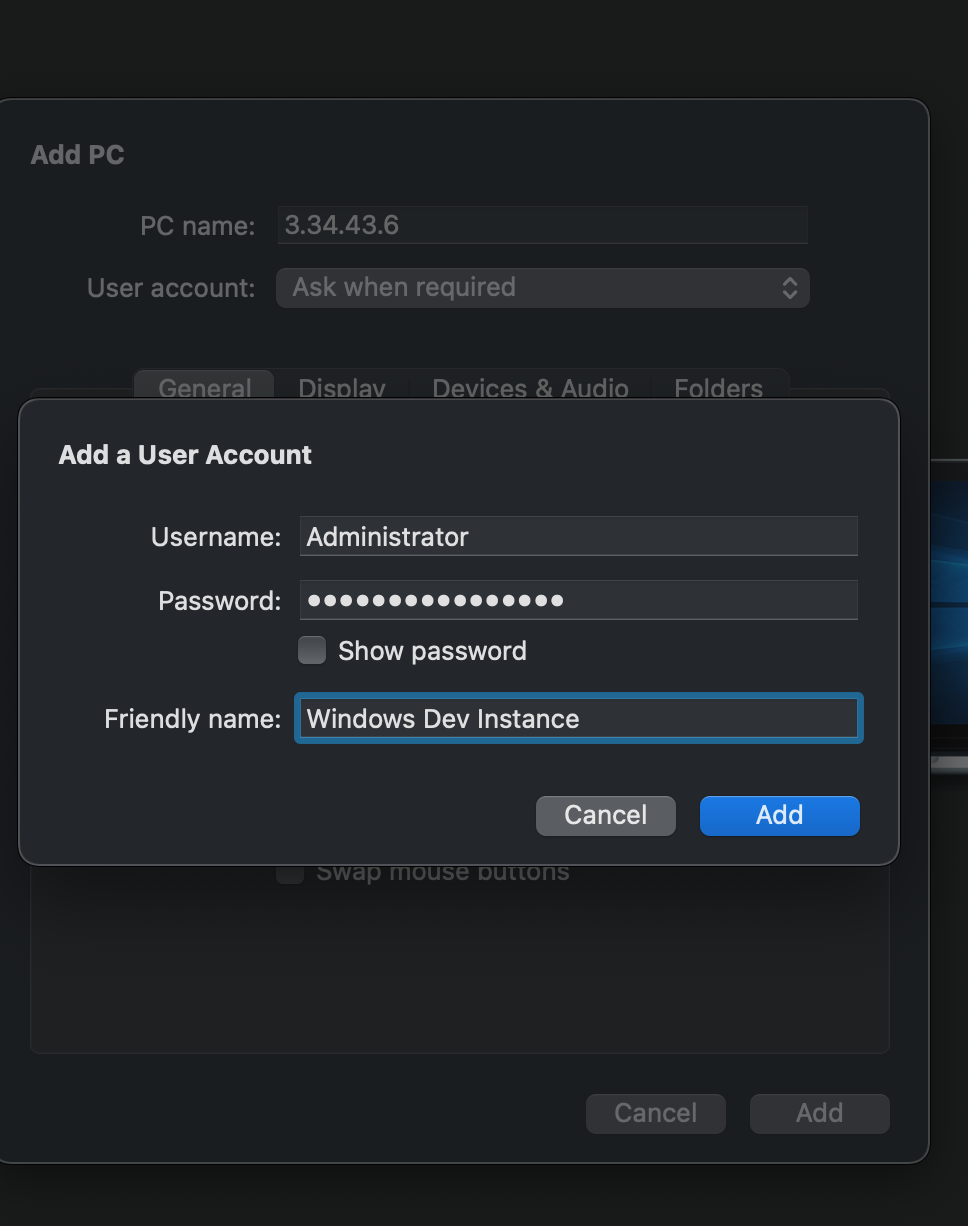 Add PC
PC name: 3.34.43.6
User account: Ask when required
General Display Devices & Audio Folders
Add a User Account
Username: Administrator
Password: ●●●●●●●●●●●●●●●●
Show password
Friendly name: Windows Dev Instance
Cancel Add
Swap mouse buttons
Cancel Add